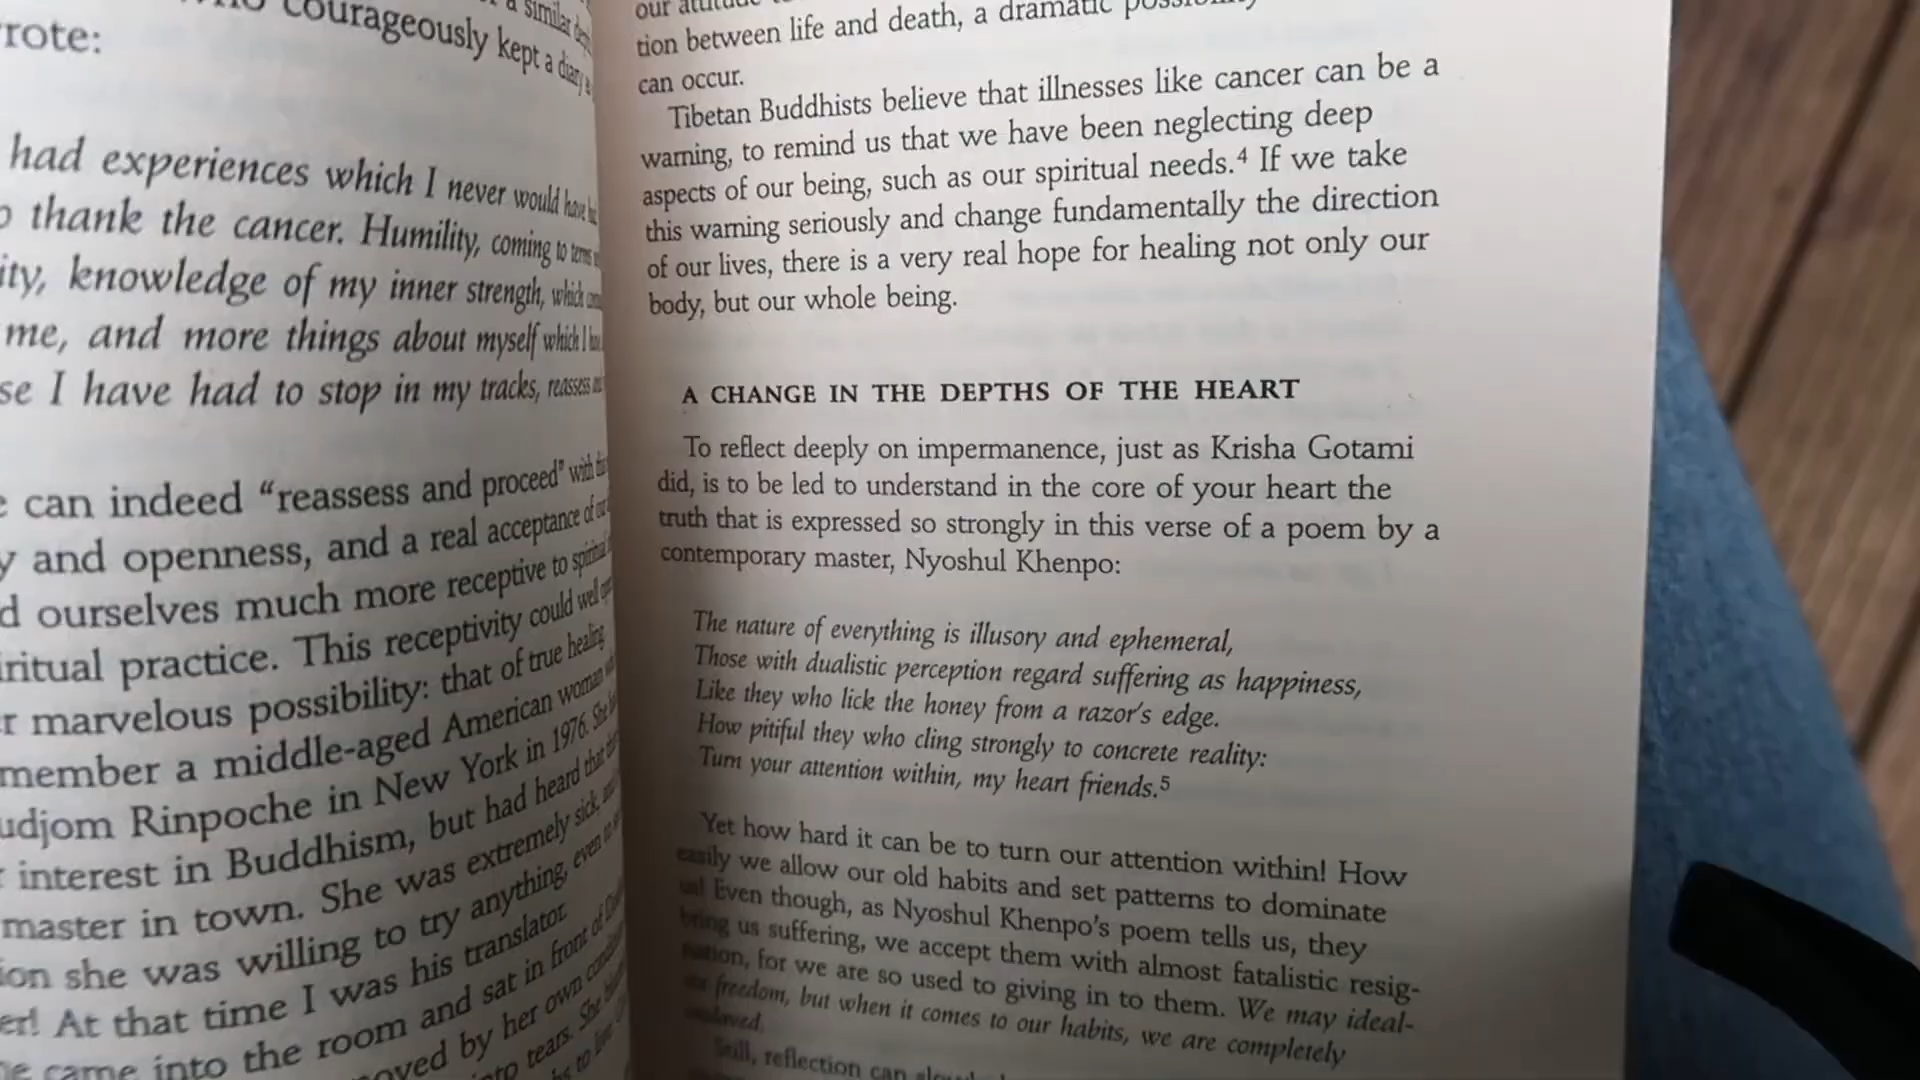 a similar
courageously kept a diary
rote:
had experiences which I never would have
thank the cancer. Humility, coming to terms
ity, knowledge of my inner strength, which
me, and more things about myself which I
se I have had to stop in my tracks, reassess
can indeed “reassess and proceed” with
y and openness, and a real acceptance of our
d ourselves much more receptive to spiritual
iritual practice. This receptivity could well
r marvelous possibility: that of true healing.
member a middle-aged American woman
udjom Rinpoche in New York in 1976. She
interest in Buddhism, but had heard that
master in town. She was extremely sick, and
ion she was willing to try anything, even to
er! At that time I was his translator.
e came into the room and sat in front of
oved by her own
nto tears. She
our attitude
tion between life and death, a dramatic possibility
can occur.
Tibetan Buddhists believe that illnesses like cancer can be a
warning, to remind us that we have been neglecting deep
aspects of our being, such as our spiritual needs.4 If we take
this warning seriously and change fundamentally the direction
of our lives, there is a very real hope for healing not only our
body, but our whole being.
A CHANGE IN THE DEPTHS OF THE HEART
To reflect deeply on impermanence, just as Krisha Gotami
did, is to be led to understand in the core of your heart the
truth that is expressed so strongly in this verse of a poem by a
contemporary master, Nyoshul Khenpo:
The nature of everything is illusory and ephemeral,
Those with dualistic perception regard suffering as happiness,
Like they who lick the honey from a razor's edge.
How pitiful they who cling strongly to concrete reality:
Turn your attention within, my heart friends.5
Yet how hard it can be to turn our attention within! How
easily we allow our old habits and set patterns to dominate
us! Even though, as Nyoshul Khenpo's poem tells us, they
bring us suffering, we accept them with almost fatalistic resig-
nation, for we are so used to giving in to them. We may ideal-
ize freedom, but when it comes to our habits, we are completely
enslaved.
Still, reflection can